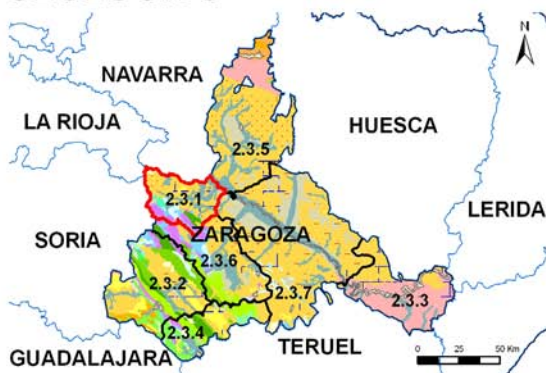 N
NAVARRA
LA RIOJA
HUESCA
2.3.5
2.3.1
LERIDA
SORIA
ZARAGOZA
2.3.6
2.3.2
2.3.7
2.3.3
2.3.4
TERUEL
GUADALAJARA
0 25 50 Km